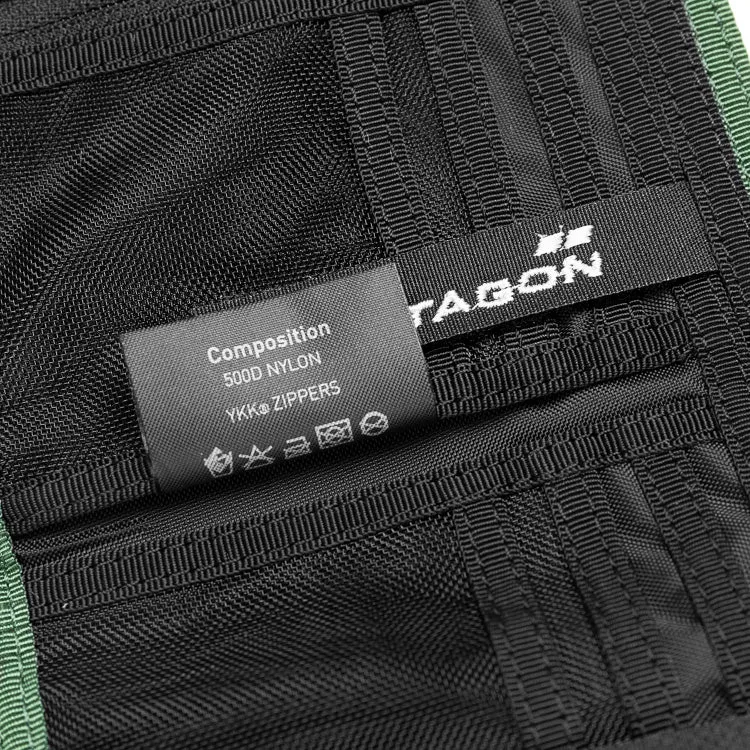 TAGON
Composition
500D NYLON
YKK® ZIPPERS